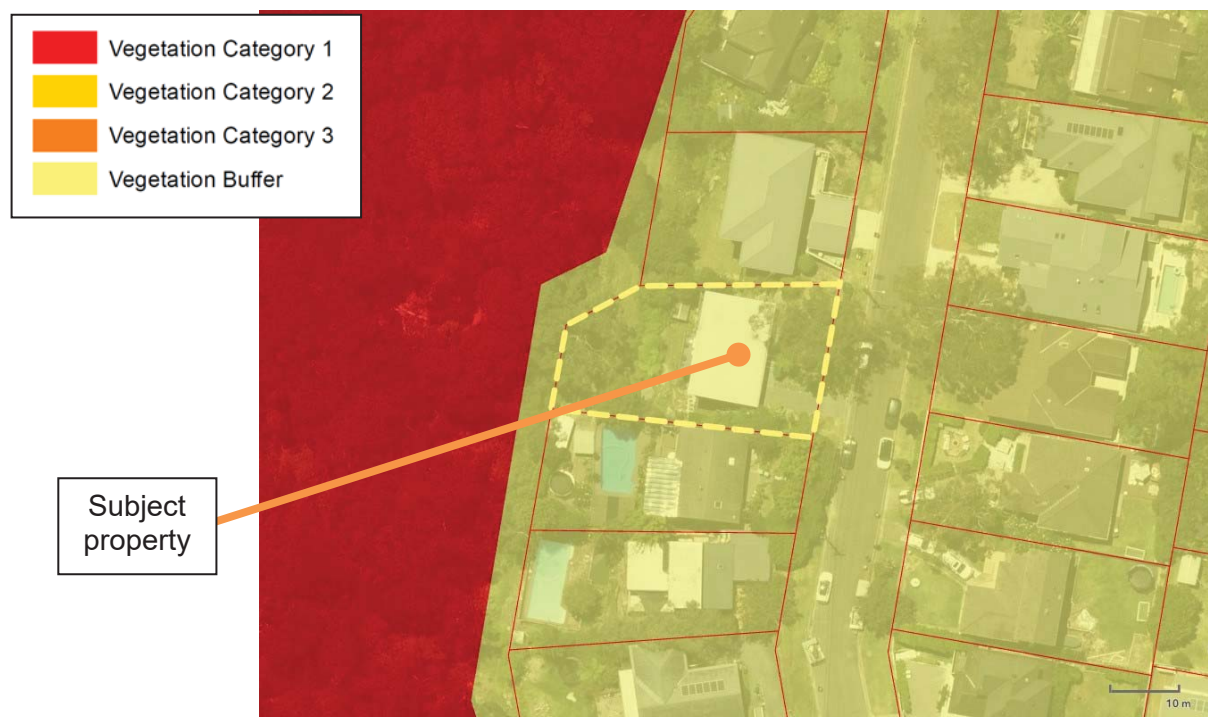 Vegetation Category 1
Vegetation Category 2
Vegetation Category 3
Vegetation Buffer
Subject
property
10 m